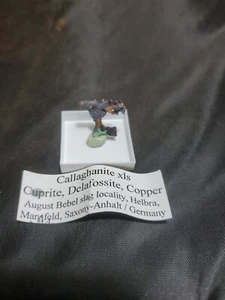 Callaghanite xls
Cuprite, Delafossite, Copper
August Bebel slag locality, Helbra,
Mansfeld, Saxony-Anhalt / Germany